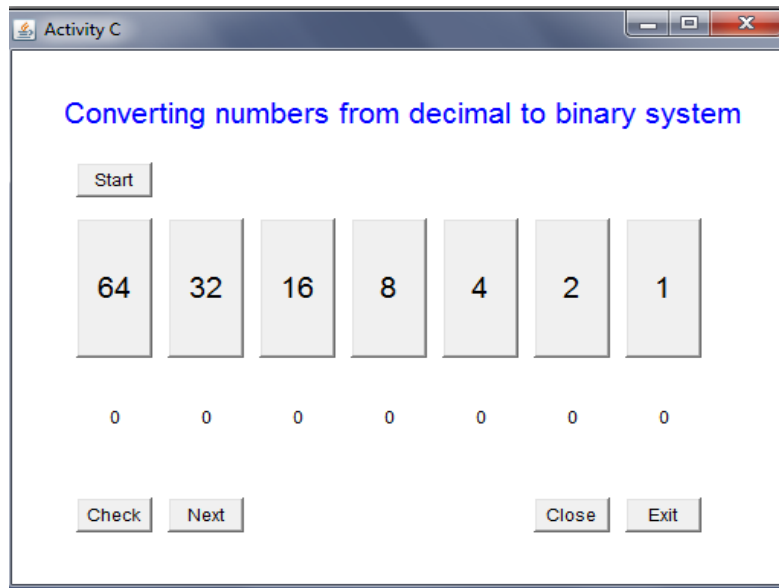 Activity C
Converting numbers from decimal to binary system
Start
64 32 16 8 4 2 1
0 0 0 0 0 0 0
Check Next Close Exit